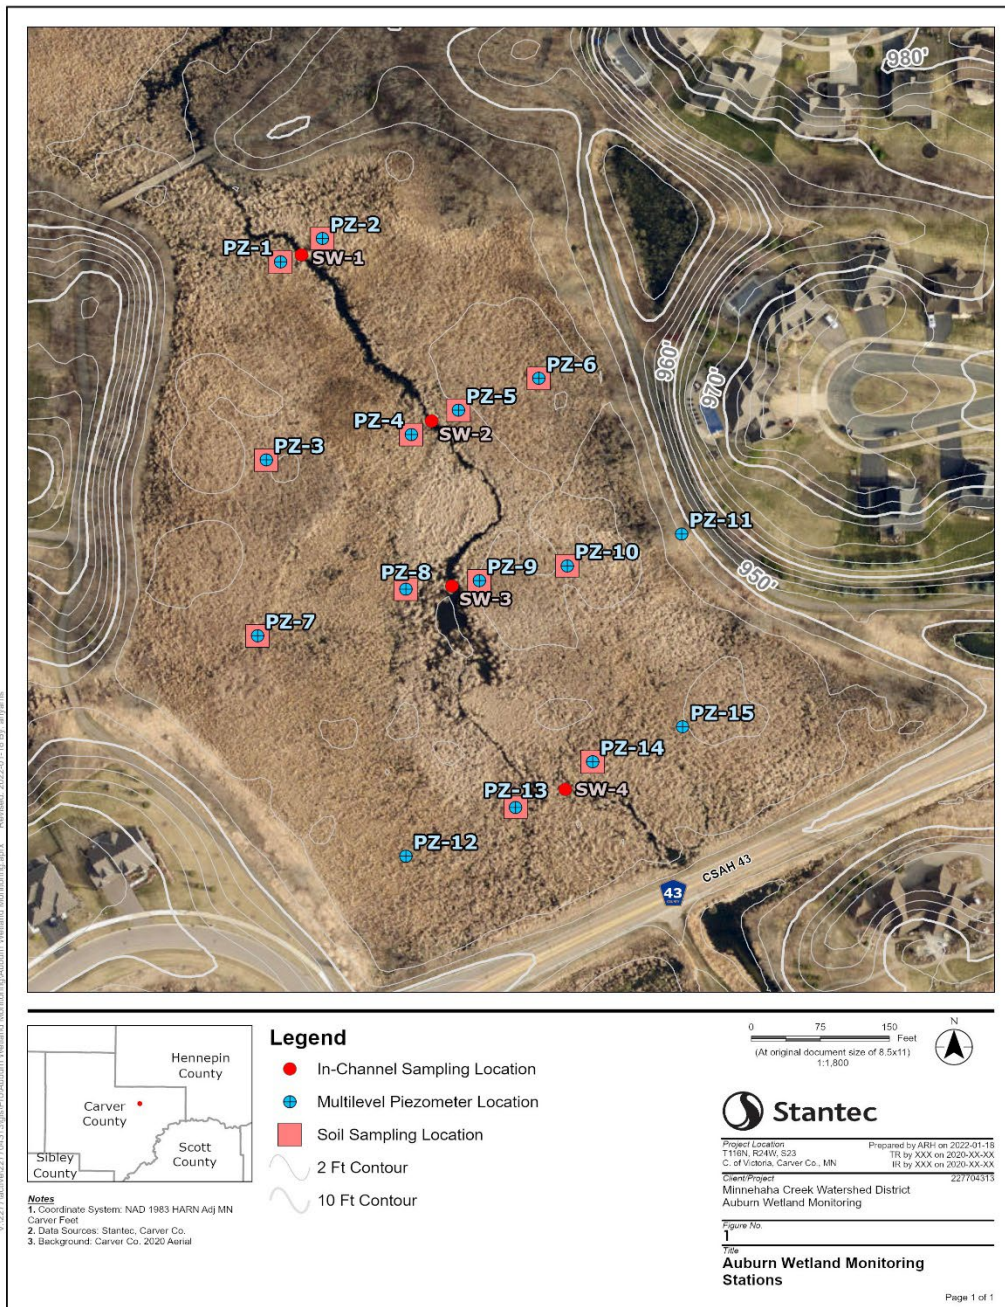 980'
PZ-2
PZ-1
SW-1
960'
PZ-6
970'
PZ-5
PZ-4
SW-2
PZ-3
PZ-11
PZ-10
950'
PZ-9
PZ-8
SW-3
PZ-7
PZ-15
PZ-14
SW-4
PZ-13
PZ-12
CSAH 43
43
Hennepin
County
Carver
County
Scott
County
Sibley
County
Notes
1. Coordinate System: NAD 1983 HARN Adj MN
Carver Feet
2. Data Sources: Stantec, Carver Co.
3. Background: Carver Co. 2020 Aerial
Legend
In-Channel Sampling Location
Multilevel Piezometer Location
Soil Sampling Location
2 Ft Contour
10 Ft Contour
0 75 150
Feet
(At original document size of 8.5x11)
1:1,800
N
Stantec
Project Location
T116N, R24W, S23
C. of Victoria, Carver Co., MN
Prepared by ARH on 2022-01-18
TR by XXX on 2020-XX-XX
IR by XXX on 2020-XX-XX
Client/Project
227704313
Minnehaha Creek Watershed District
Auburn Wetland Monitoring
Figure No.
1
Title
Auburn Wetland Monitoring
Stations
Page 1 of 1